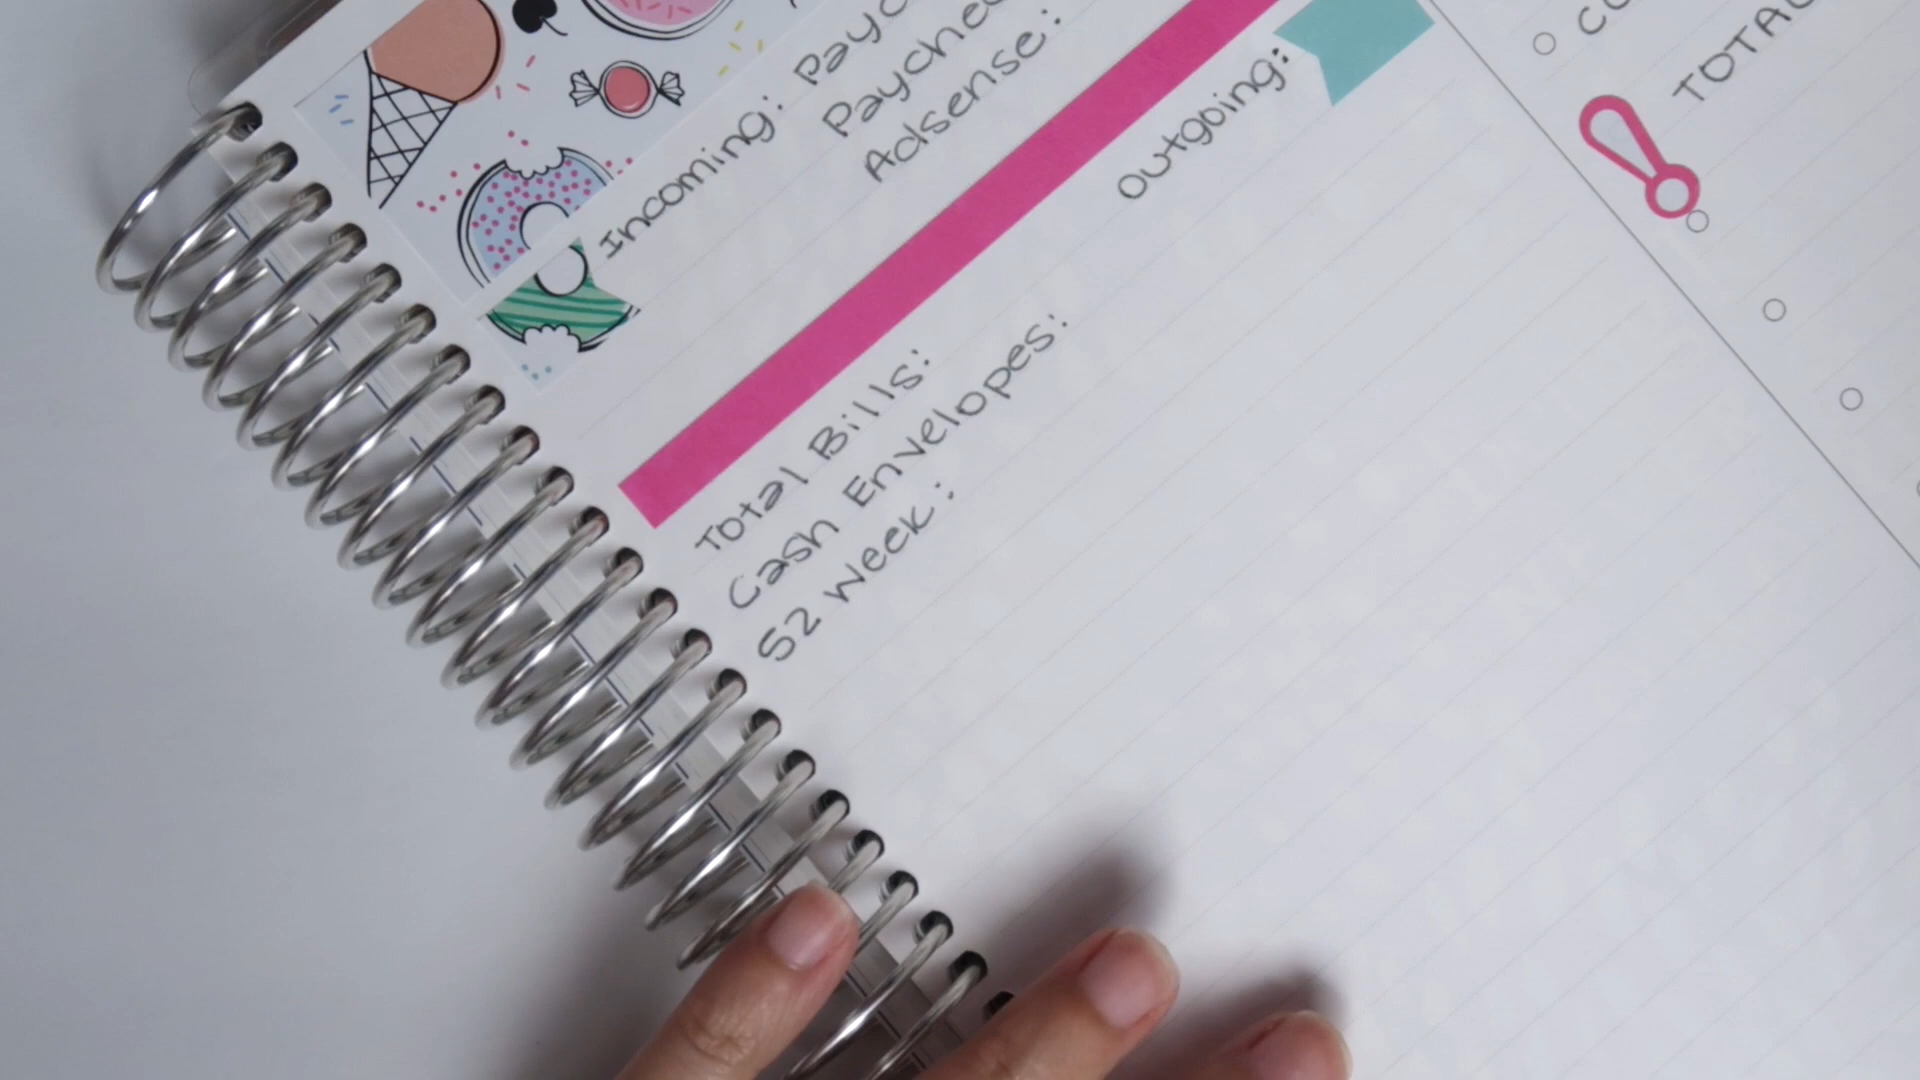 Incoming:
Adsense:
Outgoing:
Total Bills:
Cash Envelopes:
52 week: